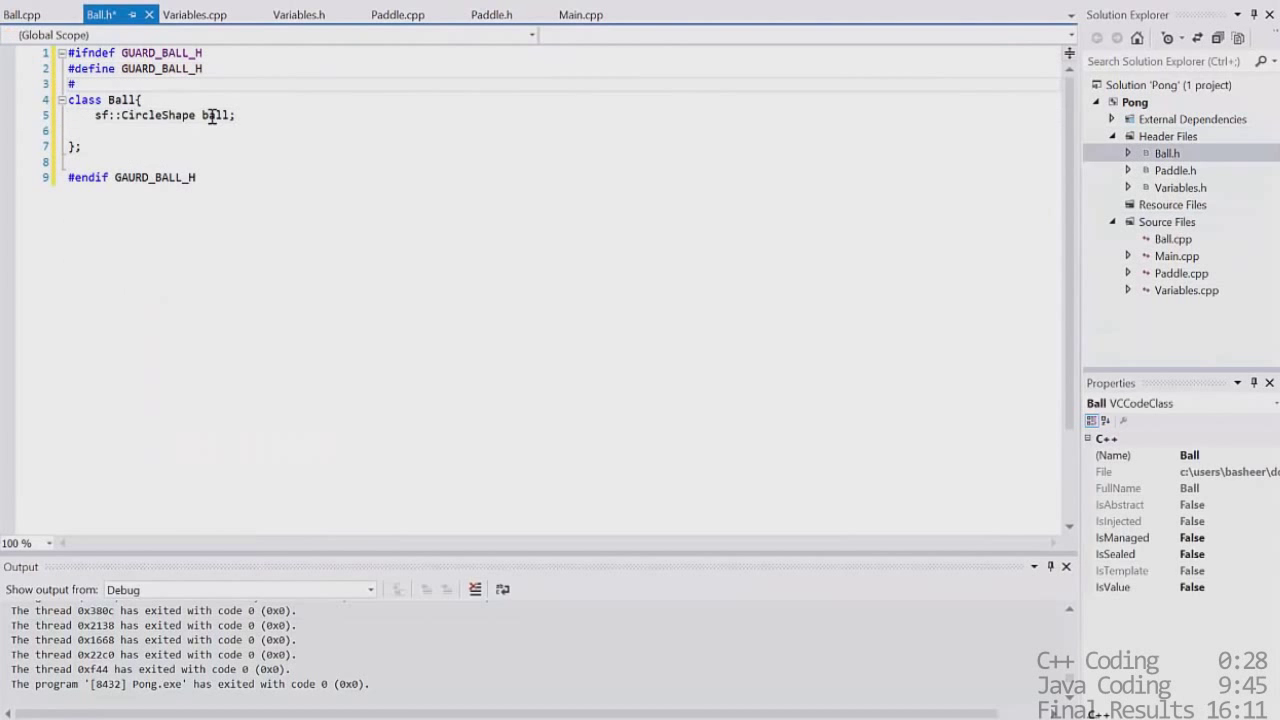 Ball.cpp
Ball.h*
Variables.cpp
Variables.h
Paddle.cpp
Paddle.h
Main.cpp
(Global Scope)
1 #ifndef GUARD_BALL_H
2 #define GUARD_BALL_H
3 #
4 class Ball{
5 sf::CircleShape ball;
6
7 };
8
9 #endif GAURD_BALL_H
100 %
Output
Show output from: Debug
The thread 0x380c has exited with code 0 (0x0).
The thread 0x2138 has exited with code 0 (0x0).
The thread 0x1668 has exited with code 0 (0x0).
The thread 0x22c0 has exited with code 0 (0x0).
The thread 0xf44 has exited with code 0 (0x0).
The program '[8432] Pong.exe' has exited with code 0 (0x0).
Solution Explorer
Search Solution Explorer (Ctrl+;)
Solution 'Pong' (1 project)
Pong
External Dependencies
Header Files
Ball.h
Paddle.h
Variables.h
Resource Files
Source Files
Ball.cpp
Main.cpp
Paddle.cpp
Variables.cpp
Properties
Ball VCCodeClass
C++
(Name) Ball
File c:\users\basheer\do
FullName Ball
IsAbstract False
IsInjected False
IsManaged False
IsSealed False
IsTemplate False
IsValue False
C++ Coding 0:28
Java Coding 9:45
Final Results 16:11
C++